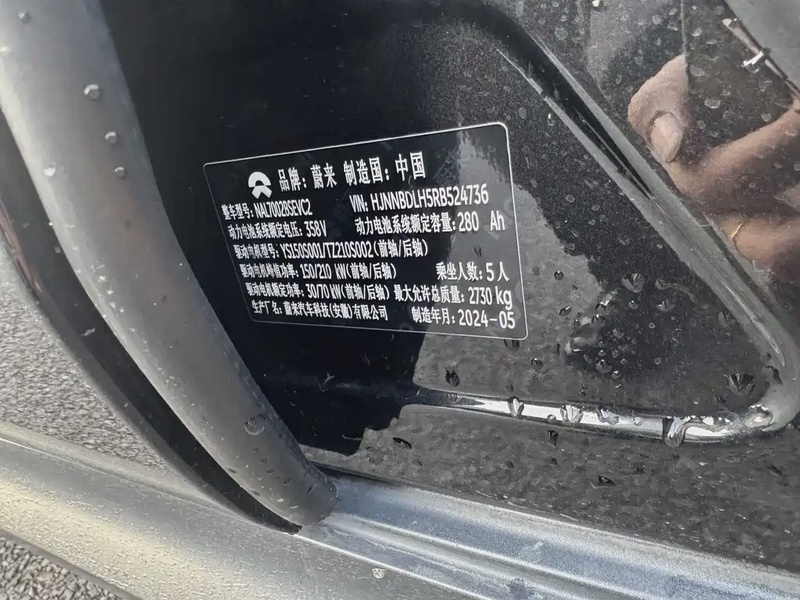 品牌：蔚来 制造国：中国
整车型号：NAL7002BSEVC2 VIN: HJNNBDLH5RB524736
动力电池系统额定电压：358V 动力电池系统额定容量：280 Ah
驱动电机型号：YS150S001/TZ210S002（前轴/后轴）
驱动电机峰值功率：150/210 kW(前轴/后轴) 乘坐人数：5人
驱动电机额定功率：30/70 kW(前轴/后轴) 最大允许总质量：2730 kg
生产厂名：蔚来汽车科技(安徽)有限公司 制造年月：2024-05